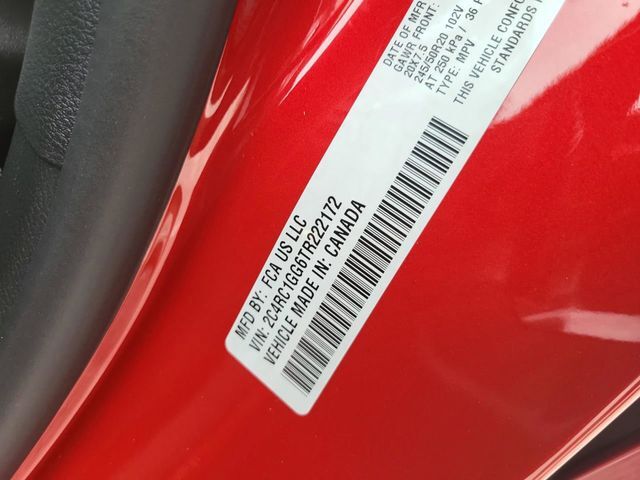 MFD BY: FCA US LLC
VIN: 2C4RC1GG6TR222172
VEHICLE MADE IN: CANADA
DATE OF MFR
GAWR FRONT:
20X7.5
245/50R20 102V
AT 250 kPa / 36 P
TYPE: MPV
THIS VEHICLE CONFO
STANDARDS